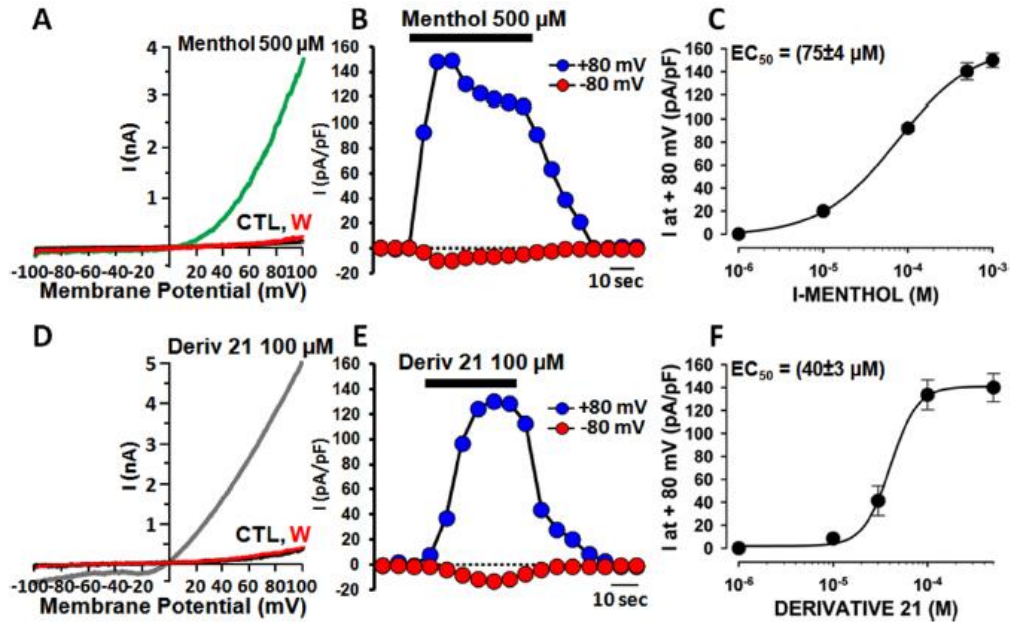 A
Menthol 500 µM
4
3
2
1
I (nA)
CTL, W
-100-80-60-40-20 20 40 60 80100
Membrane Potential (mV)
B
Menthol 500 µM
160
140
120
100
80
60
40
20
0
-20
I (pA/pF)
+80 mV
-80 mV
10 sec
C
EC50 = (75±4 µM)
160
140
120
100
80
60
40
20
0
I at + 80 mV (pA/pF)
10-6 10-5 10-4 10-3
I-MENTHOL (M)
D
Deriv 21 100 µM
5
4
3
2
1
I (nA)
CTL, W
-100-80-60-40-20 20 40 60 80 100
Membrane Potential (mV)
E
Deriv 21 100 µM
160
140
120
100
80
60
40
20
0
-20
I (pA/pF)
+80 mV
-80 mV
10 sec
F
EC50 = (40±3 µM)
160
140
120
100
80
60
40
20
0
I at + 80 mV (pA/pF)
10-6 10-5 10-4
DERIVATIVE 21 (M)